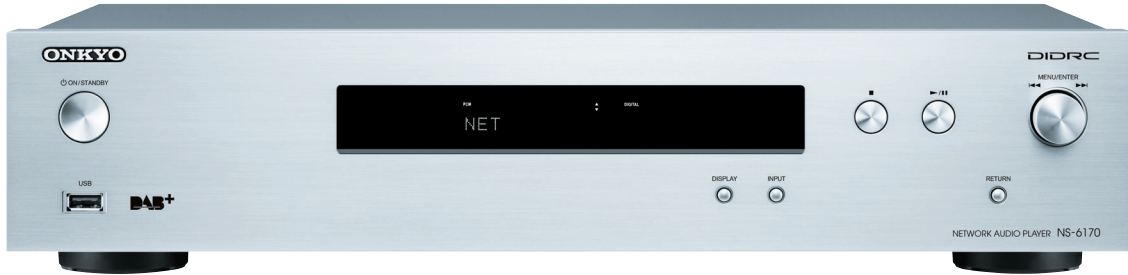 ONKYO
DIDRC
ON/STANDBY
MENU/ENTER
PCM
DIGITAL
NET
USB
DAB+
DISPLAY
INPUT
RETURN
NETWORK AUDIO PLAYER NS-6170